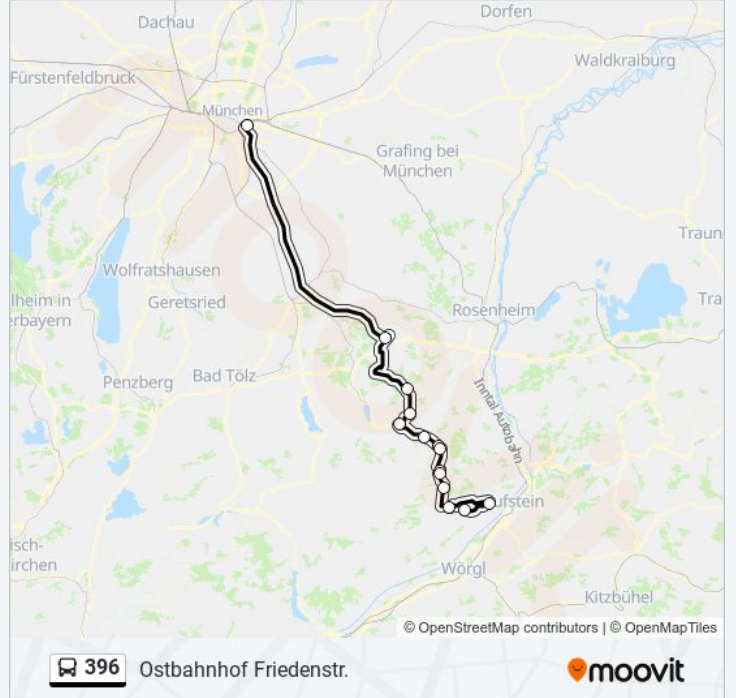 Dorfen
Dachau
Waldkraiburg
Fürstenfeldbruck
München
Grafing bei
München
Traun
Wolfratshausen
lheim in
erbayern
Geretsried
Tra
Rosenheim
Penzberg
Bad Tölz
Inntal Autobahn
ufstein
isch-
irchen
Wörgl
Kitzbühel
© OpenStreetMap contributors | © OpenMapTiles
396 Ostbahnhof Friedenstr.
moovit